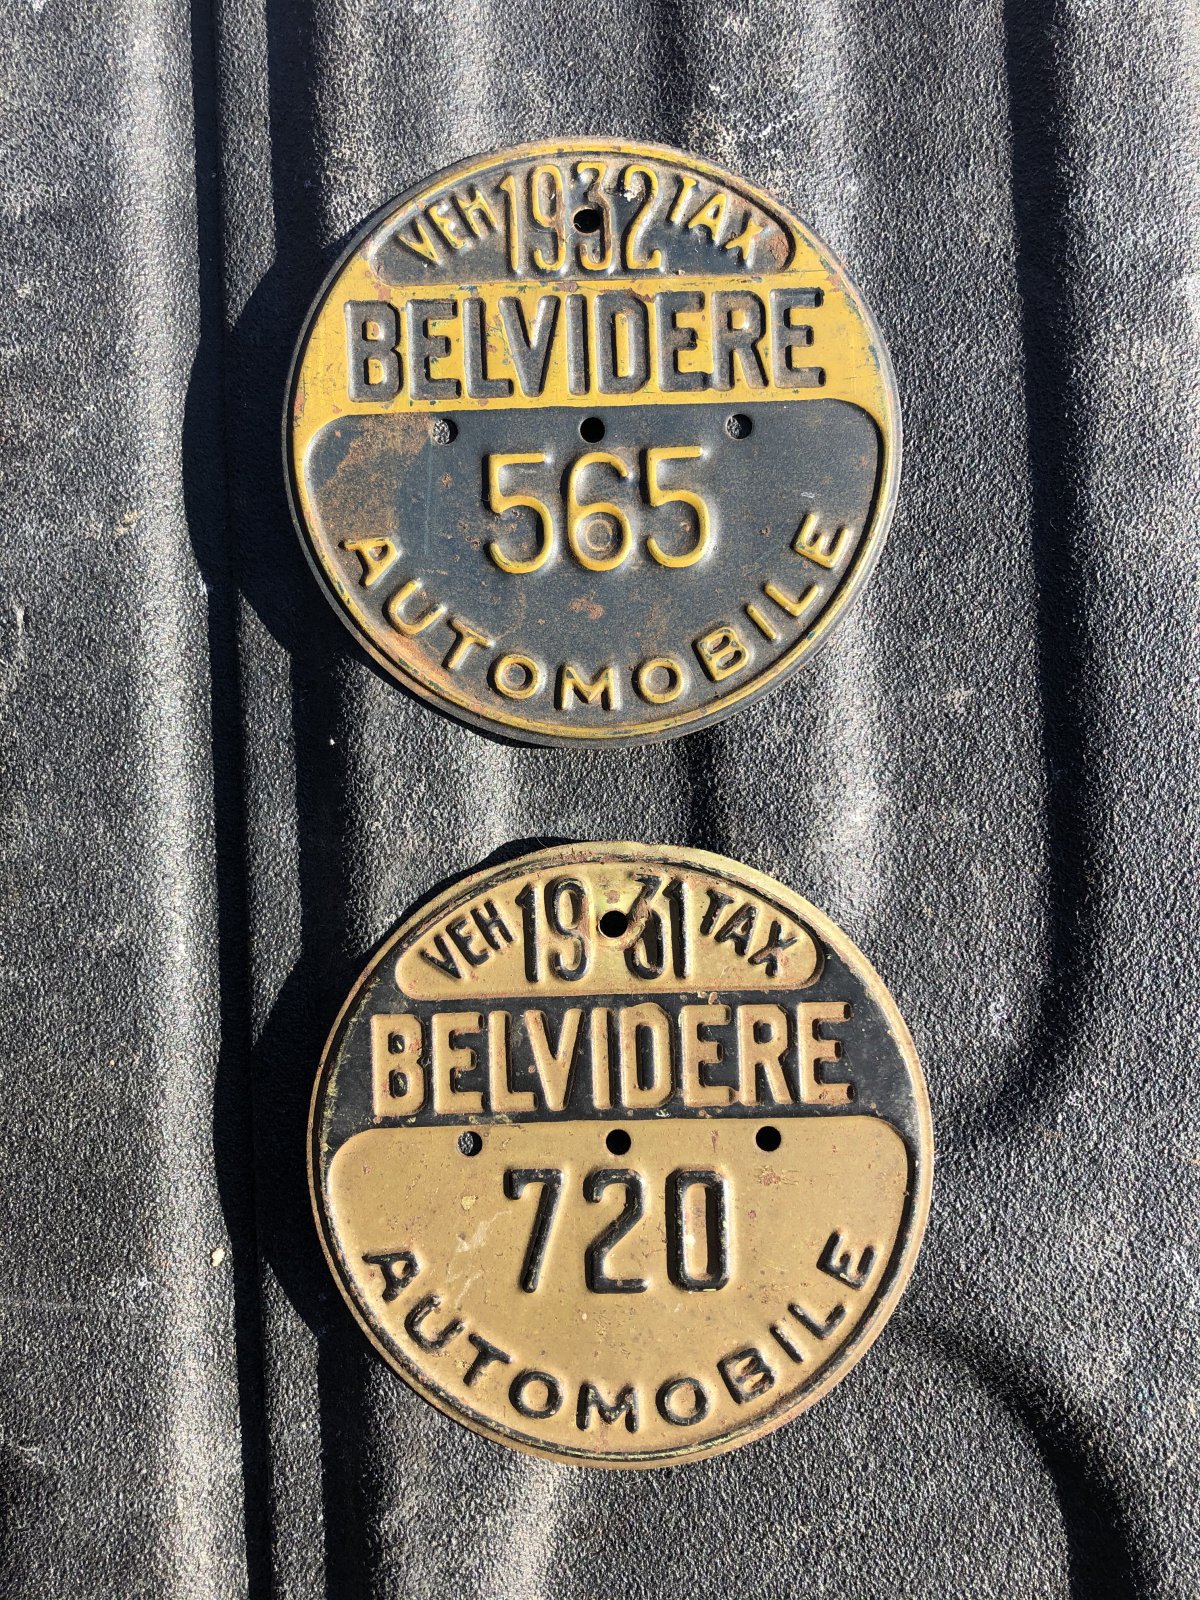 VEH 1932 TAX
BELVIDERE
565
AUTOMOBILE
VEH 1931 TAX
BELVIDERE
720
AUTOMOBILE